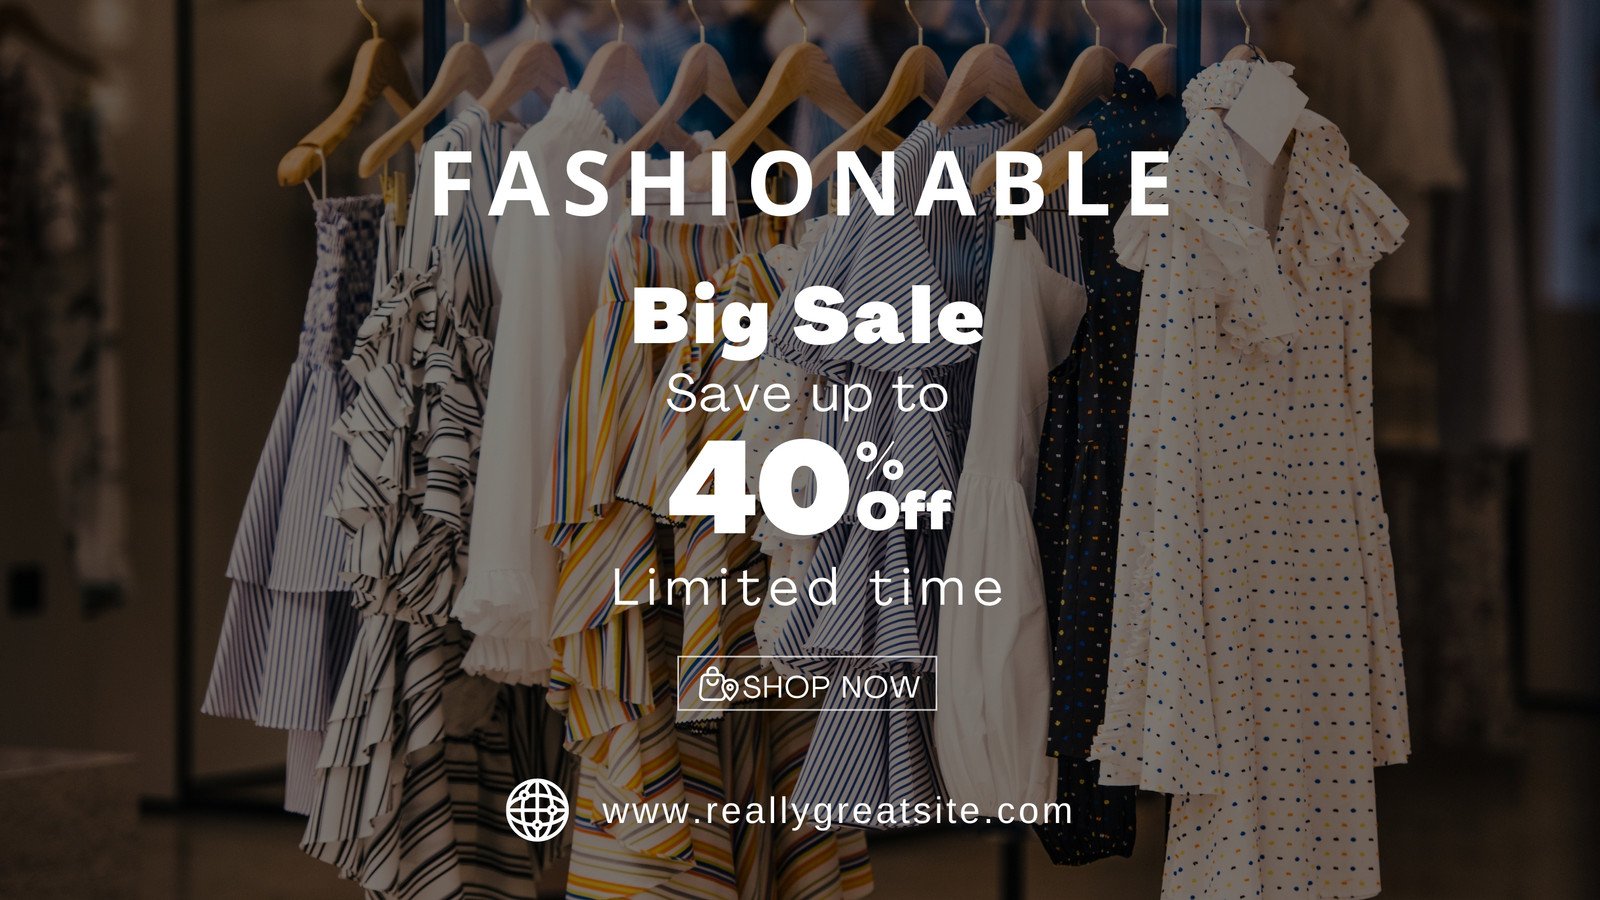 FASHIONABLE
Big Sale
Save up to
40% Off
Limited time
SHOP NOW
www.reallygreatsite.com